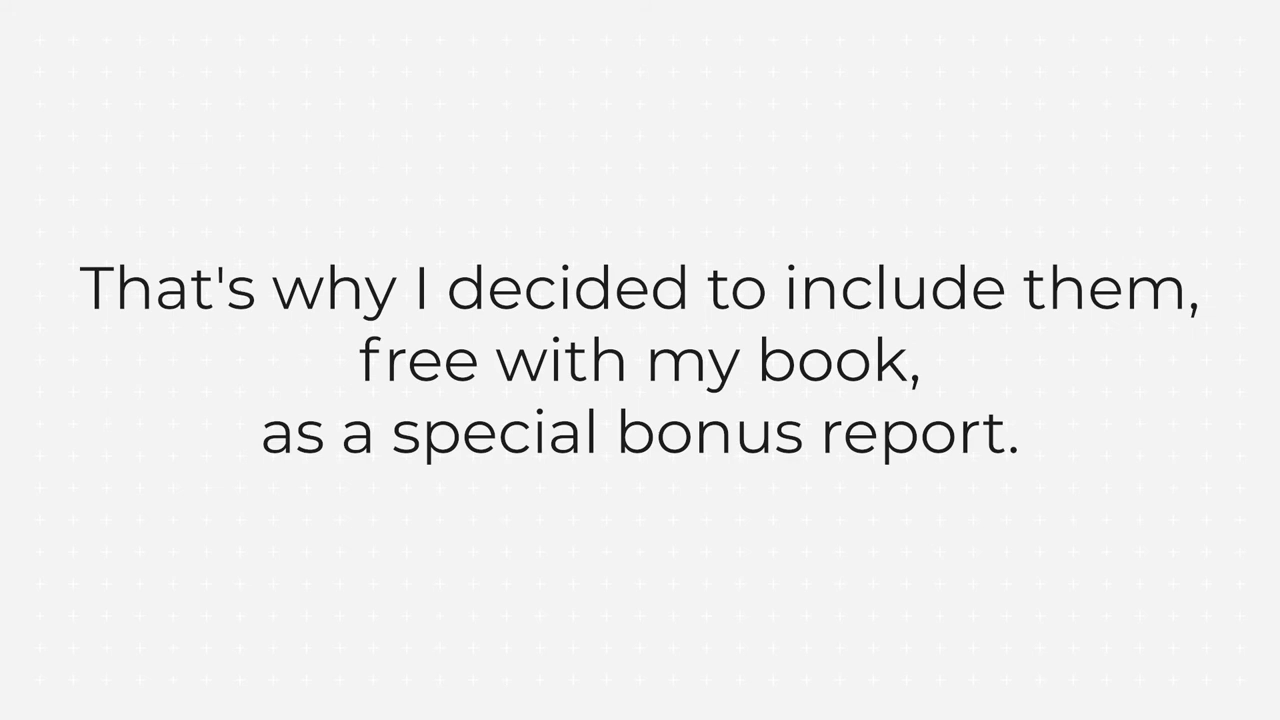 That's why I decided to include them,
free with my book,
as a special bonus report.